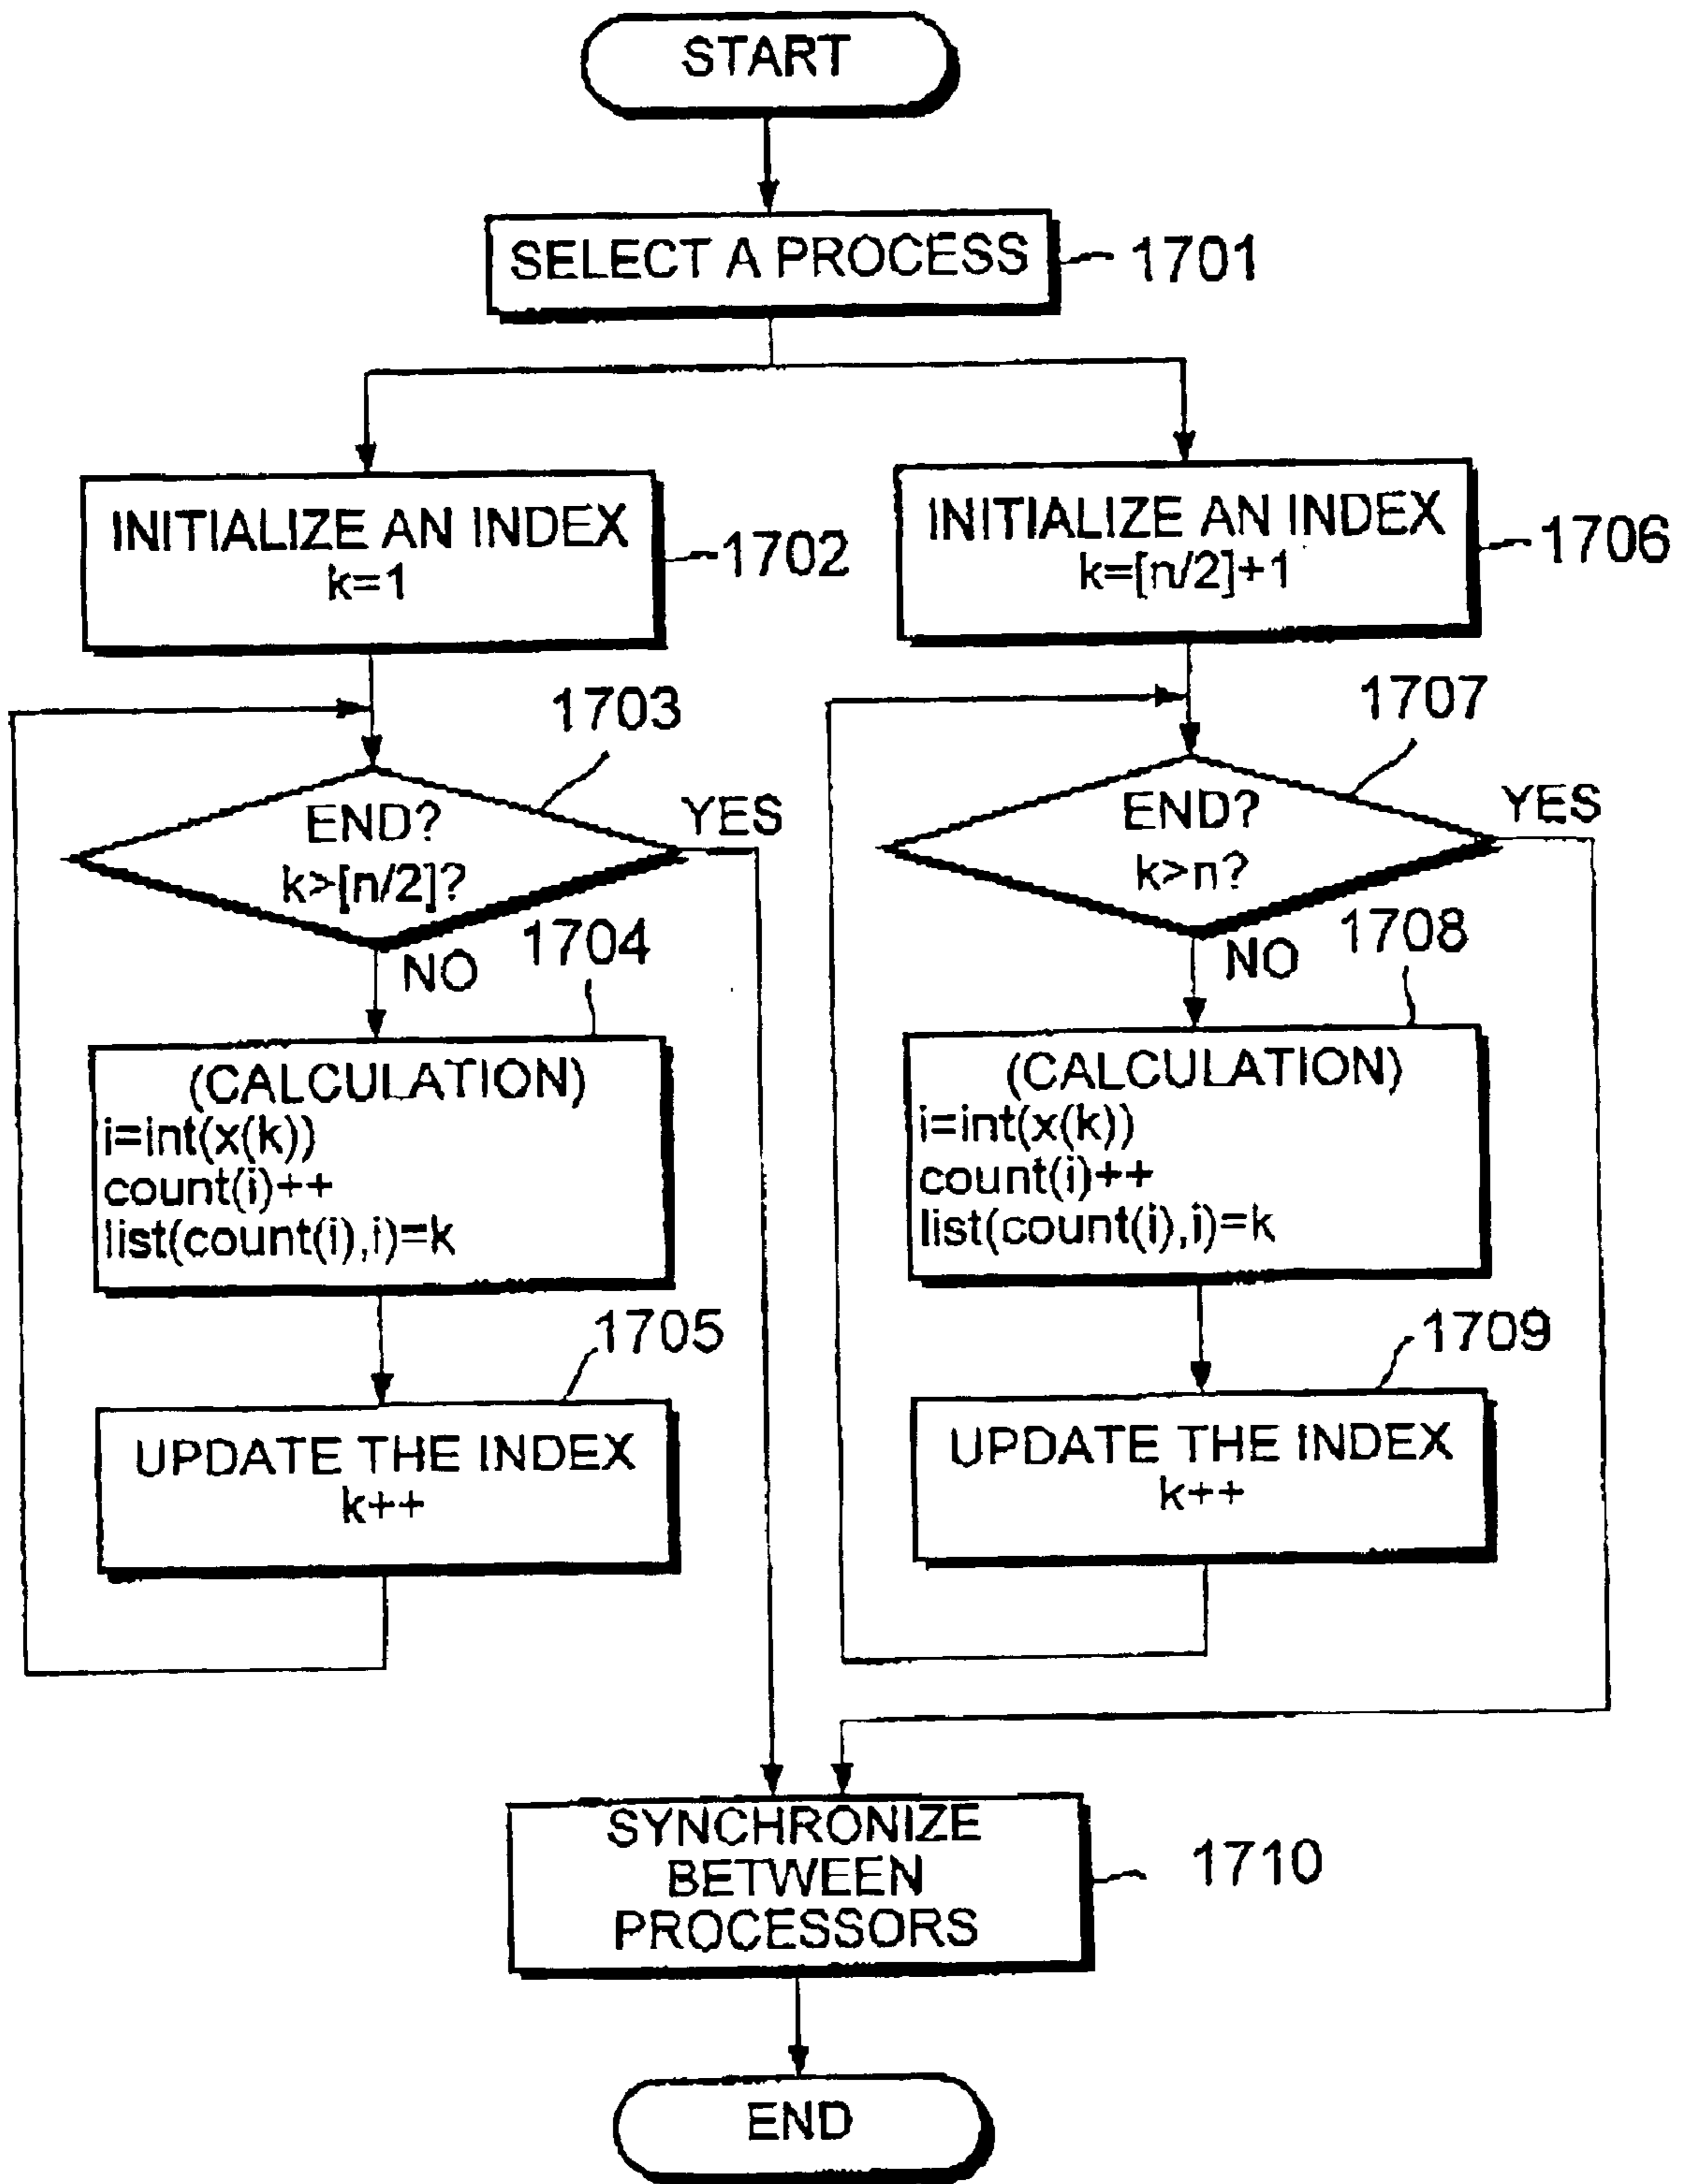 START
SELECT A PROCESS
1701
INITIALIZE AN INDEX
k=1
1702
1703
END?
k>[n/2]?
YES
NO
1704
(CALCULATION)
i=int(x(k))
count(i)++
list(count(i),i)=k
1705
UPDATE THE INDEX
k++
INITIALIZE AN INDEX
k=[n/2]+1
1706
1707
END?
k>n?
YES
NO
1708
(CALCULATION)
i=int(x(k))
count(i)++
list(count(i),i)=k
1709
UPDATE THE INDEX
k++
SYNCHRONIZE
BETWEEN
PROCESSORS
1710
END